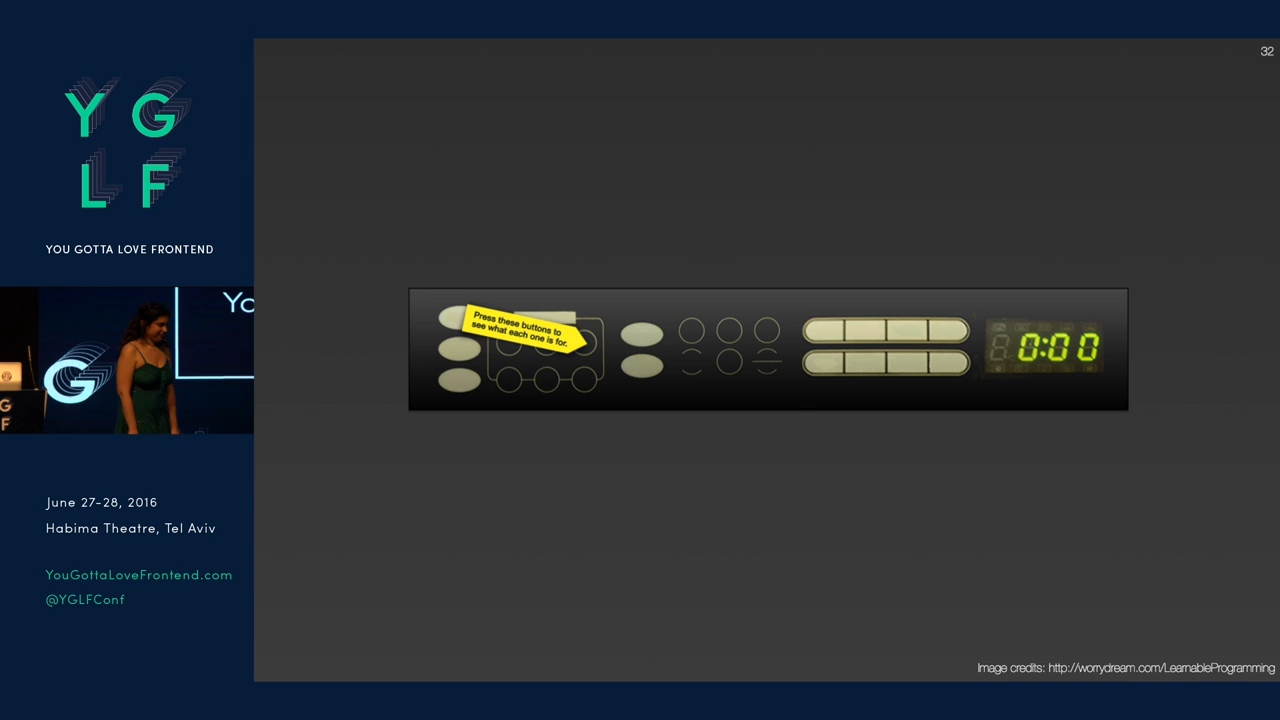 Y G
L F
YOU GOTTA LOVE FRONTEND
Yo
G
G
F
June 27-28, 2016
Habima Theatre, Tel Aviv
YouGottaLoveFrontend.com
@YGLFConf
32
Press these buttons to
see what each one is for.
0:00
Image credits: http://worrydream.com/LearnableProgramming